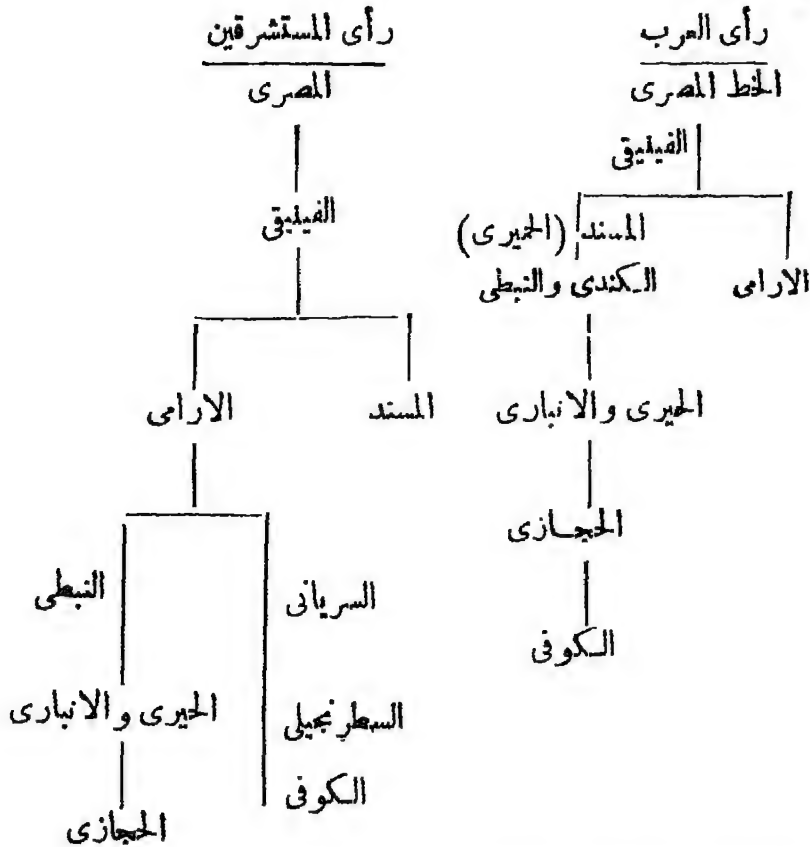 رأى العرب
الخط المصرى
الفينيقى
المسند (الحميرى)
الارامى
الكندى والنبطى
الحيرى والانبارى
الحجازى
الكوفى
رأى المستشرقين
المصرى
الفينيقى
المسند
الارامى
السريانى
النبطى
السطرنجيلى
الحيرى والانبارى
الكوفى
الحجازى